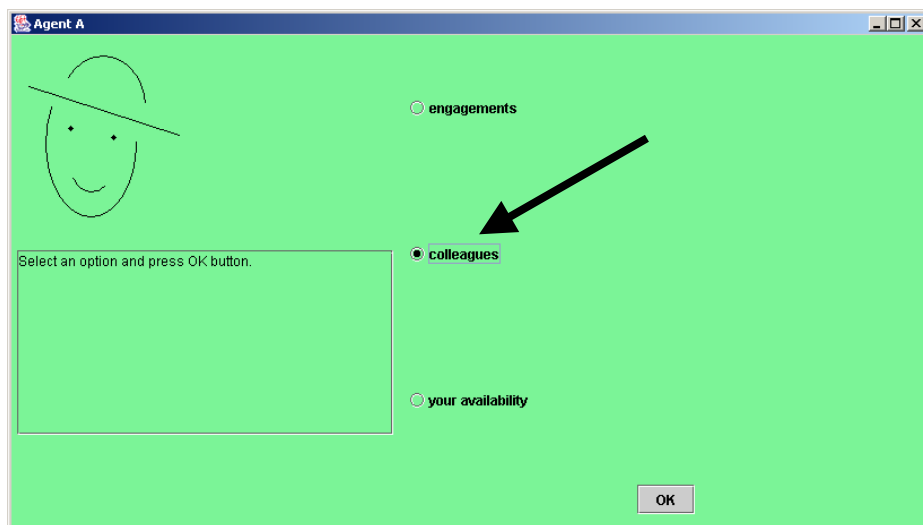 Agent A
engagements
colleagues
Select an option and press OK button.
your availability
OK